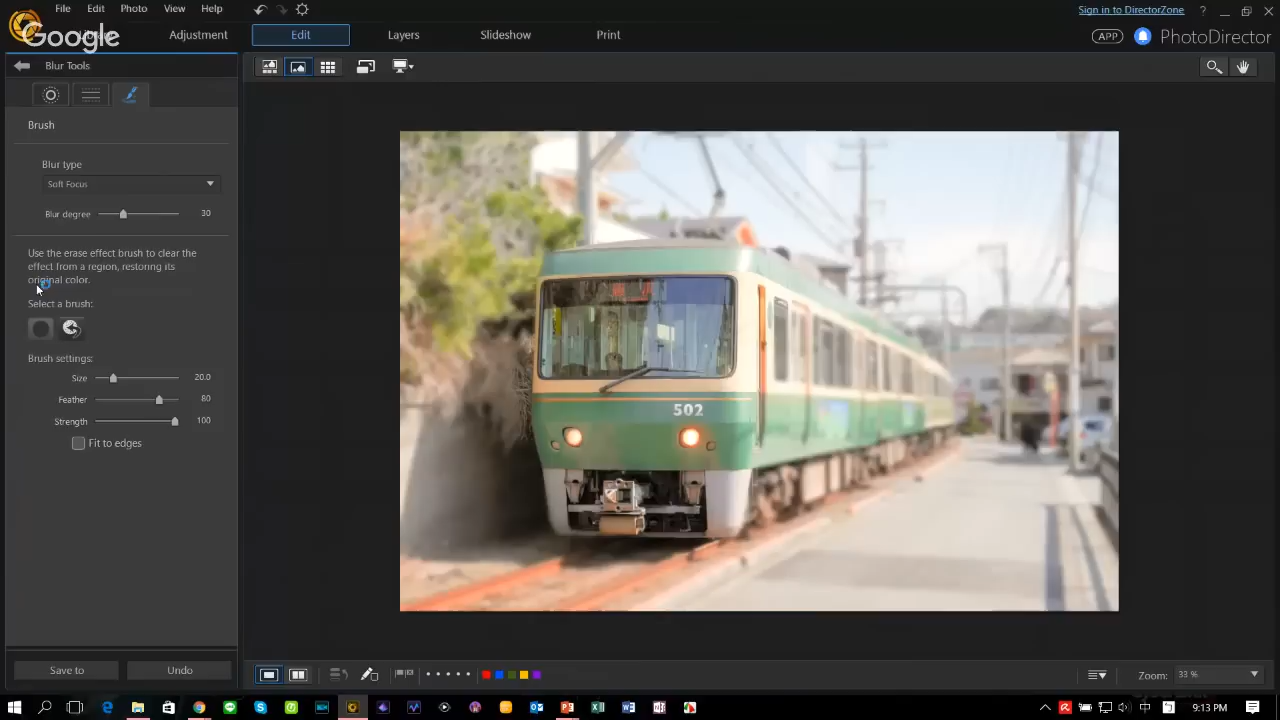 File Edit Photo View Help
Sign in to DirectorZone
?
Google
Adjustment
Edit
Layers
Slideshow
Print
APP
PhotoDirector
Blur Tools
Brush
Blur type
Soft Focus
Blur degree 30
Use the erase effect brush to clear the
effect from a region, restoring its
original color.
Select a brush:
Brush settings:
Size 20.0
Feather 80
Strength 100
Fit to edges
502
Save to
Undo
Zoom: 33 %
9:13 PM